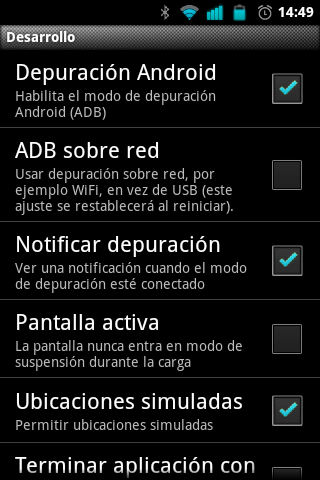 14:49
Desarrollo
Depuración Android
Habilita el modo de depuración
Android (ADB)
ADB sobre red
Usar depuración sobre red, por
ejemplo WiFi, en vez de USB (este
ajuste se restablecerá al reiniciar).
Notificar depuración
Ver una notificación cuando el modo
de depuración esté conectado
Pantalla activa
La pantalla nunca entra en modo de
suspensión durante la carga
Ubicaciones simuladas
Permitir ubicaciones simuladas
Terminar aplicación con